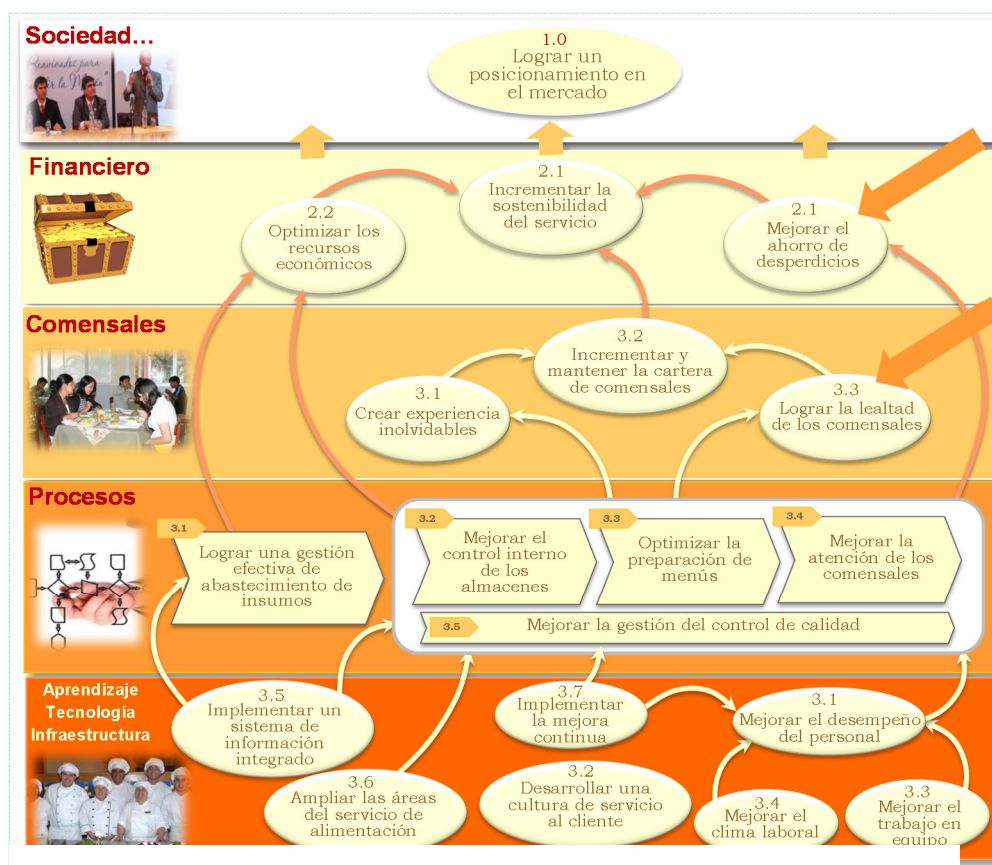 Sociedad...
1.0
Lograr un
posicionamiento en
el mercado
Financiero
2.1
Incrementar la
sostenibilidad
del servicio
2.2
Optimizar los
recursos
económicos
2.1
Mejorar el
ahorro de
desperdicios
Comensales
3.2
Incrementar y
mantener la cartera
de comensales
3.1
Crear experiencia
inolvidables
3.3
Lograr la lealtad
de los comensales
Procesos
3.1
Lograr una gestión
efectiva de
abastecimiento de
insumos
3.2
Mejorar el
control interno
de los
almacenes
3.3
Optimizar la
preparación de
menús
3.4
Mejorar la
atención de los
comensales
3.5
Mejorar la gestión del control de calidad
Aprendizaje
Tecnología
Infraestructura
3.5
Implementar un
sistema de
información
integrado
3.7
Implementar
la mejora
continua
3.1
Mejorar el desempeño
del personal
3.6
Ampliar las áreas
del servicio de
alimentación
3.2
Desarrollar una
cultura de servicio
al cliente
3.4
Mejorar el
clima laboral
3.3
Mejorar el
trabajo en
equipo